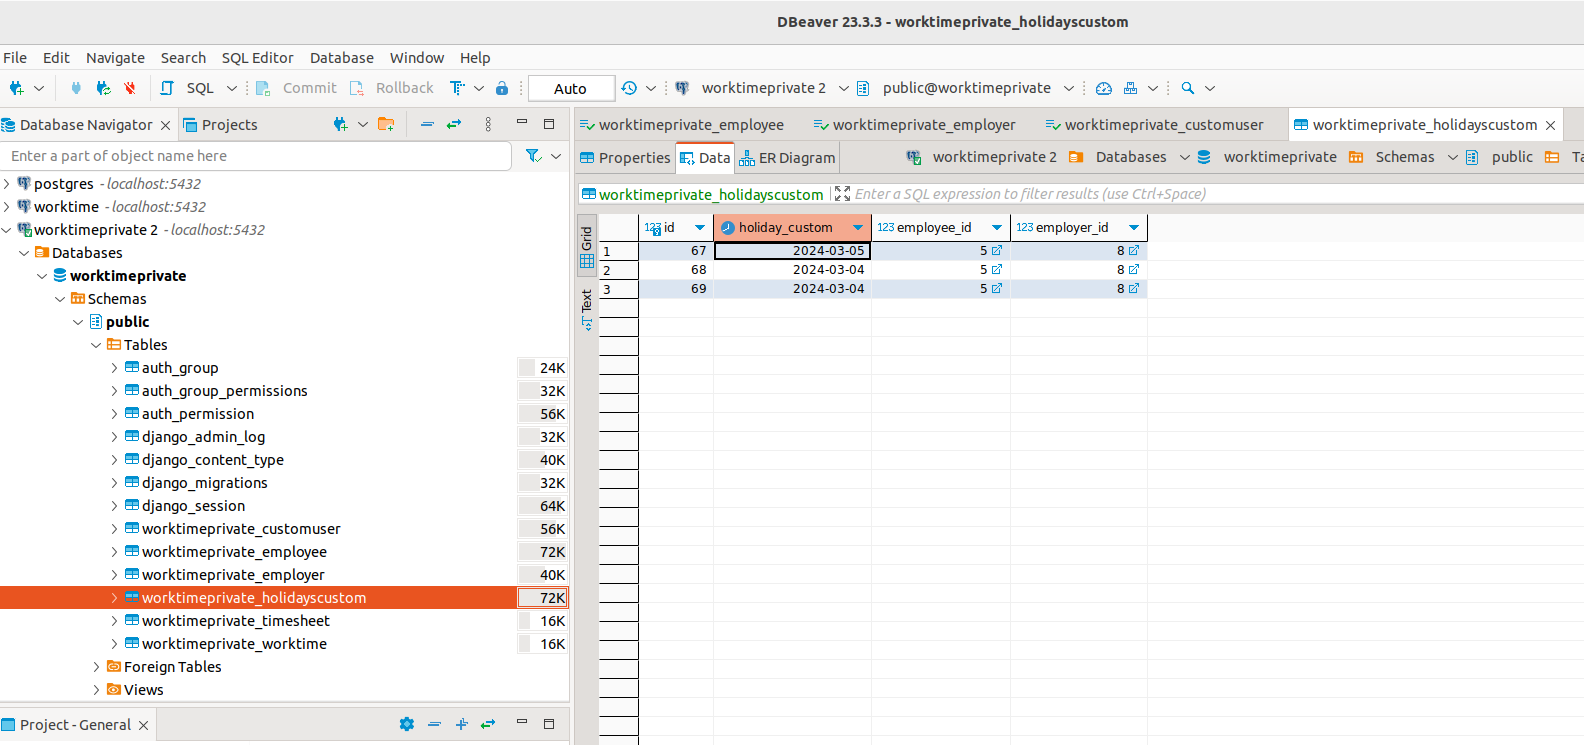 DBeaver 23.3.3 - worktimeprivate_holidayscustom
File Edit Navigate Search SQL Editor Database Window Help
SQL Commit Rollback T Auto worktimeprivate 2 public@worktimeprivate
Database Navigator Projects
Enter a part of object name here
postgres - localhost:5432
worktime - localhost:5432
worktimeprivate 2 - localhost:5432
Databases
worktimeprivate
Schemas
public
Tables
auth_group 24K
auth_group_permissions 32K
auth_permission 56K
django_admin_log 32K
django_content_type 40K
django_migrations 32K
django_session 64K
worktimeprivate_customuser 56K
worktimeprivate_employee 72K
worktimeprivate_employer 40K
worktimeprivate_holidayscustom 72K
worktimeprivate_timesheet 16K
worktimeprivate_worktime 16K
Foreign Tables
Views
Project - General
worktimeprivate_employee worktimeprivate_employer worktimeprivate_customuser worktimeprivate_holidayscustom
Properties Data ER Diagram worktimeprivate 2 Databases worktimeprivate Schemas public Ta
worktimeprivate_holidayscustom Enter a SQL expression to filter results (use Ctrl+Space)
Grid
Text
123 id holiday_custom 123 employee_id 123 employer_id
1 67 2024-03-05 5 8
2 68 2024-03-04 5 8
3 69 2024-03-04 5 8